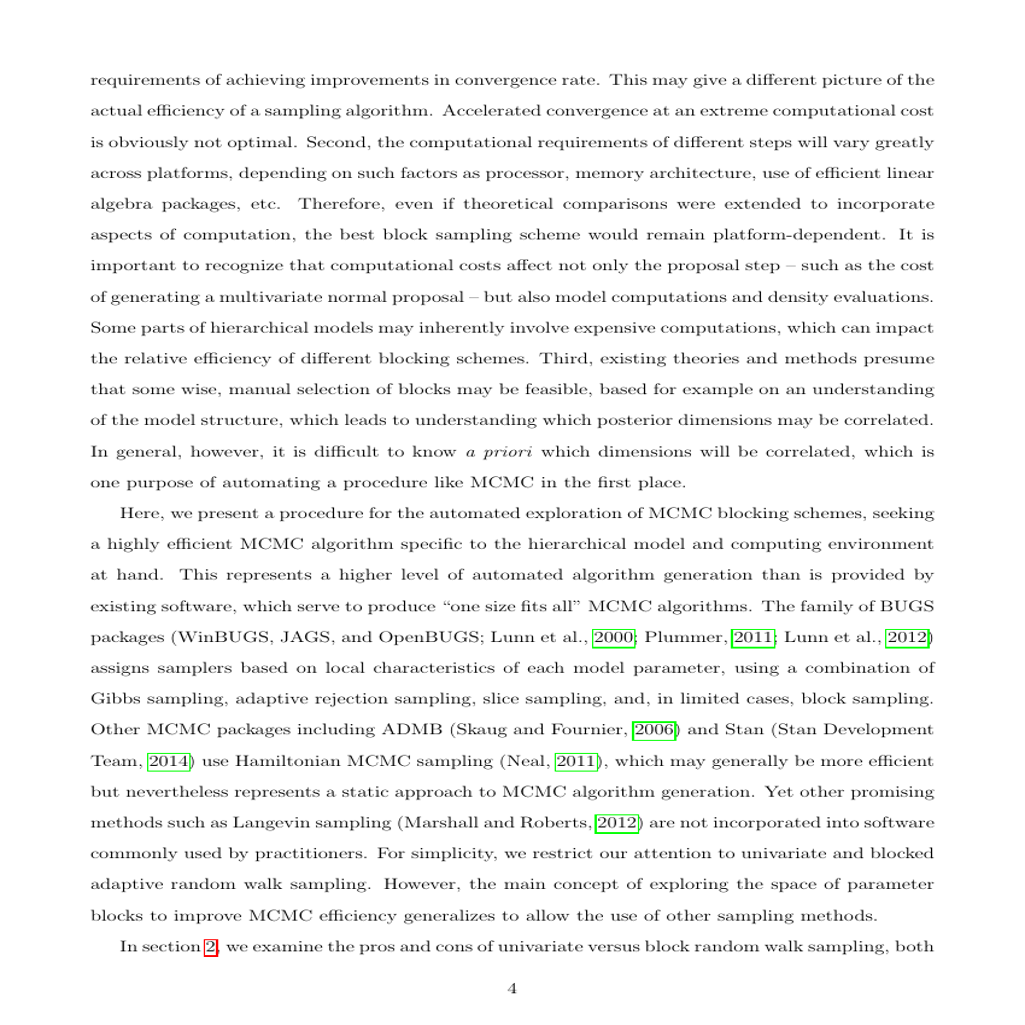 requirements of achieving improvements in convergence rate. This may give a different picture of the
actual efficiency of a sampling algorithm. Accelerated convergence at an extreme computational cost
is obviously not optimal. Second, the computational requirements of different steps will vary greatly
across platforms, depending on such factors as processor, memory architecture, use of efficient linear
algebra packages, etc. Therefore, even if theoretical comparisons were extended to incorporate
aspects of computation, the best block sampling scheme would remain platform-dependent. It is
important to recognize that computational costs affect not only the proposal step – such as the cost
of generating a multivariate normal proposal – but also model computations and density evaluations.
Some parts of hierarchical models may inherently involve expensive computations, which can impact
the relative efficiency of different blocking schemes. Third, existing theories and methods presume
that some wise, manual selection of blocks may be feasible, based for example on an understanding
of the model structure, which leads to understanding which posterior dimensions may be correlated.
In general, however, it is difficult to know a priori which dimensions will be correlated, which is
one purpose of automating a procedure like MCMC in the first place.
Here, we present a procedure for the automated exploration of MCMC blocking schemes, seeking
a highly efficient MCMC algorithm specific to the hierarchical model and computing environment
at hand. This represents a higher level of automated algorithm generation than is provided by
existing software, which serve to produce “one size fits all” MCMC algorithms. The family of BUGS
packages (WinBUGS, JAGS, and OpenBUGS; Lunn et al., 2000; Plummer, 2011; Lunn et al., 2012)
assigns samplers based on local characteristics of each model parameter, using a combination of
Gibbs sampling, adaptive rejection sampling, slice sampling, and, in limited cases, block sampling.
Other MCMC packages including ADMB (Skaug and Fournier, 2006) and Stan (Stan Development
Team, 2014) use Hamiltonian MCMC sampling (Neal, 2011), which may generally be more efficient
but nevertheless represents a static approach to MCMC algorithm generation. Yet other promising
methods such as Langevin sampling (Marshall and Roberts, 2012) are not incorporated into software
commonly used by practitioners. For simplicity, we restrict our attention to univariate and blocked
adaptive random walk sampling. However, the main concept of exploring the space of parameter
blocks to improve MCMC efficiency generalizes to allow the use of other sampling methods.
In section 2, we examine the pros and cons of univariate versus block random walk sampling, both
4